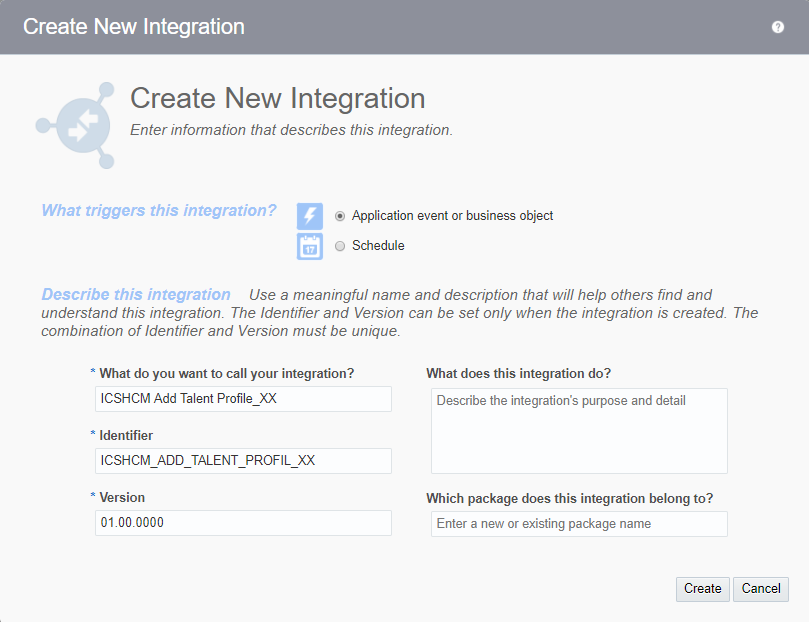 Create New Integration
?
Create New Integration
Enter information that describes this integration.
What triggers this integration?
Application event or business object
17
Schedule
Describe this integration Use a meaningful name and description that will help others find and
understand this integration. The Identifier and Version can be set only when the integration is created. The
combination of Identifier and Version must be unique.
* What do you want to call your integration?
ICSHCM Add Talent Profile_XX
* Identifier
ICSHCM_ADD_TALENT_PROFIL_XX
* Version
01.00.0000
What does this integration do?
Describe the integration's purpose and detail
Which package does this integration belong to?
Enter a new or existing package name
Create
Cancel